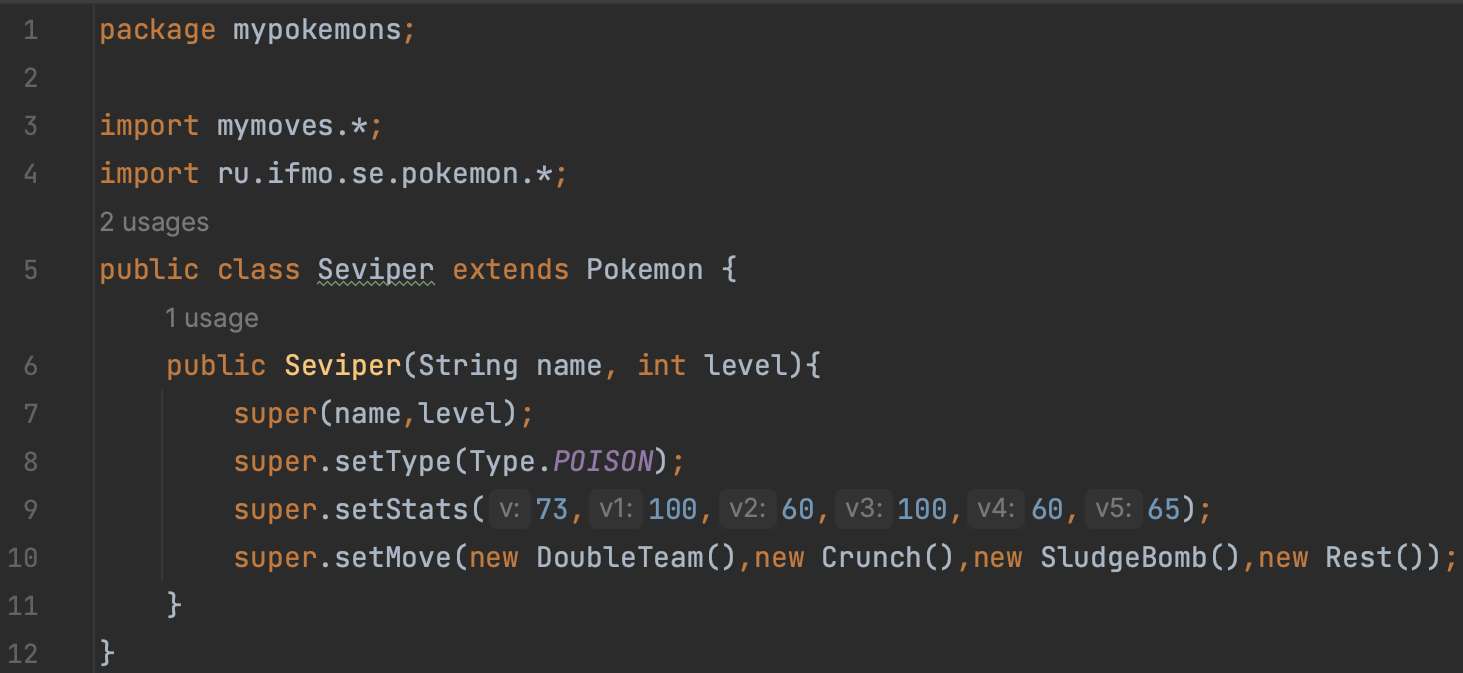 1 package mypokemons;
2
3 import mymoves.*;
4 import ru.ifmo.se.pokemon.*;
2 usages
5 public class Seviper extends Pokemon {
1 usage
6 public Seviper(String name, int level){
7 super(name,level);
8 super.setType(Type.POISON);
9 super.setStats( v: 73, v1: 100, v2: 60, v3: 100, v4: 60, v5: 65);
10 super.setMove(new DoubleTeam(),new Crunch(),new SludgeBomb(),new Rest());
11 }
12 }